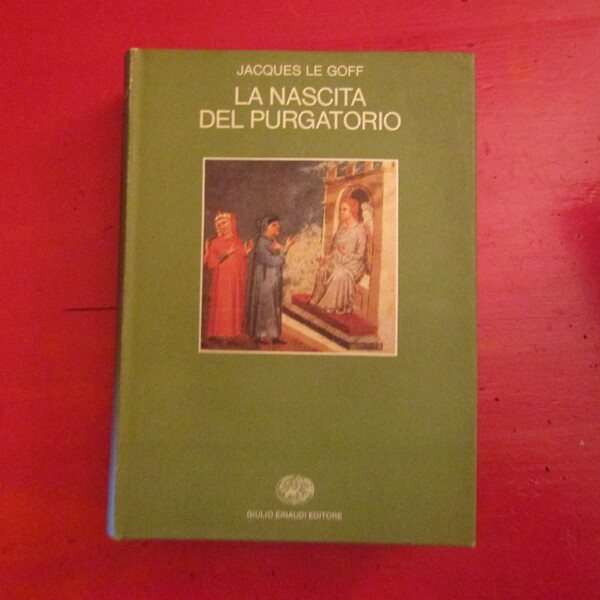 JACQUES LE GOFF
LA NASCITA
DEL PURGATORIO
GIULIO EINAUDI EDITORE